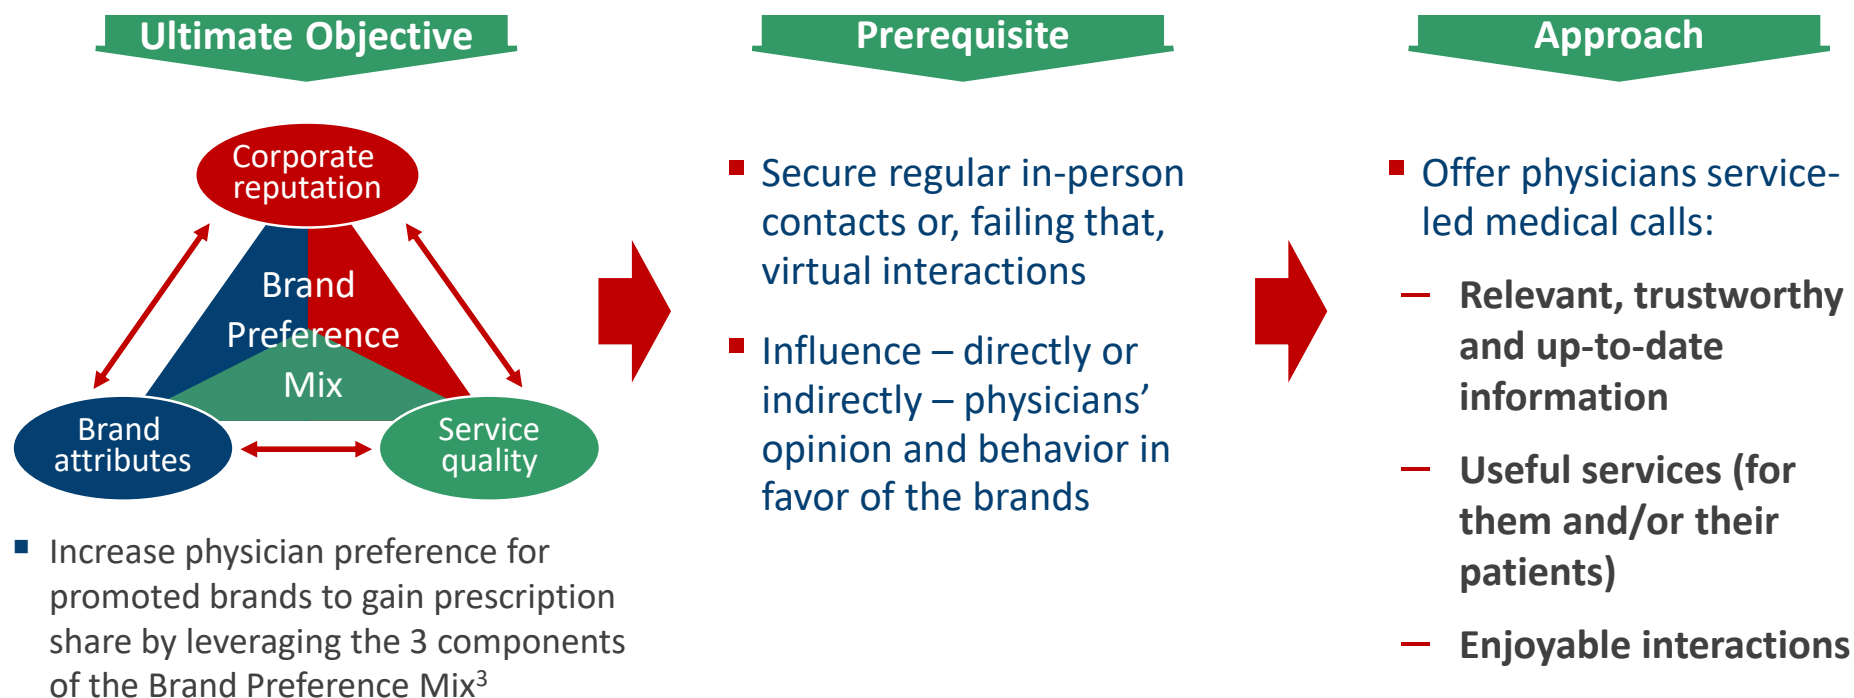 Ultimate Objective
Corporate
reputation
Brand
Preference
Mix
Brand
attributes
Service
quality
■ Increase physician preference for
promoted brands to gain prescription
share by leveraging the 3 components
of the Brand Preference Mix³
Prerequisite
■ Secure regular in-person
contacts or, failing that,
virtual interactions
■ Influence – directly or
indirectly – physicians’
opinion and behavior in
favor of the brands
Approach
■ Offer physicians service-
led medical calls:
— Relevant, trustworthy
and up-to-date
information
— Useful services (for
them and/or their
patients)
— Enjoyable interactions